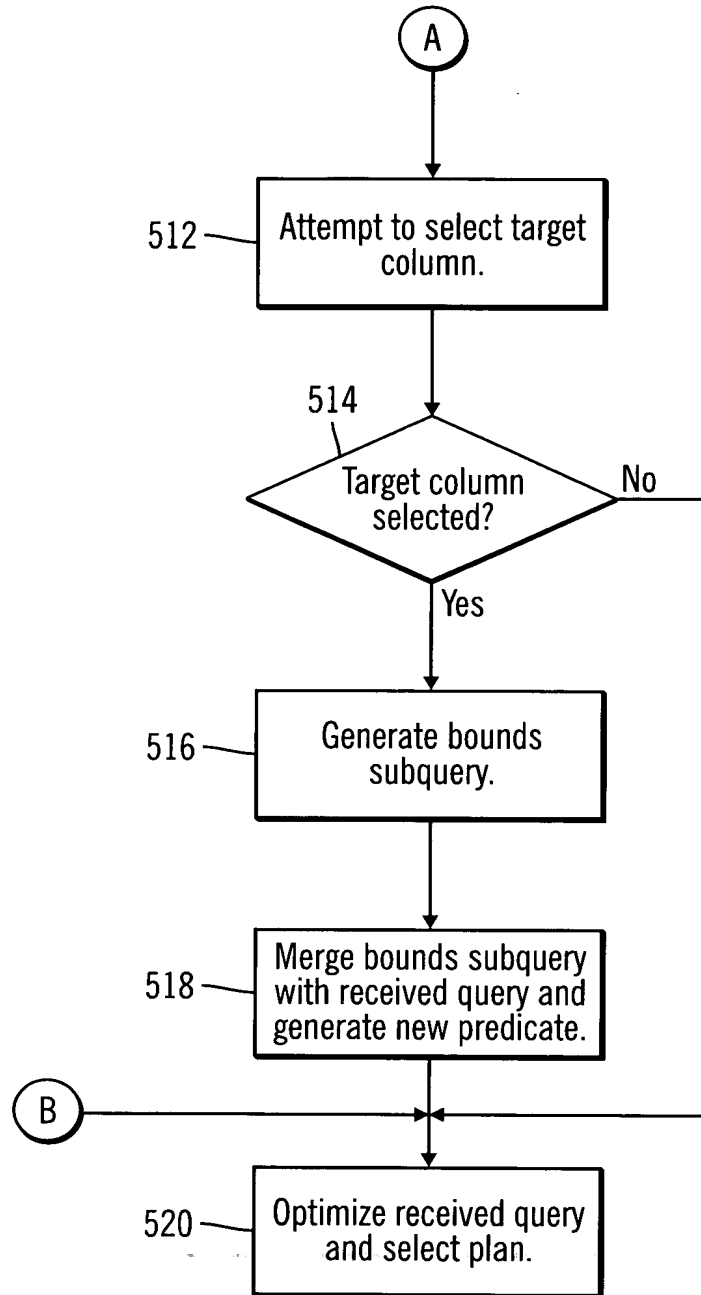 A
512
Attempt to select target
column.
514
Target column
selected?
No
Yes
516
Generate bounds
subquery.
518
Merge bounds subquery
with received query and
generate new predicate.
B
520
Optimize received query
and select plan.